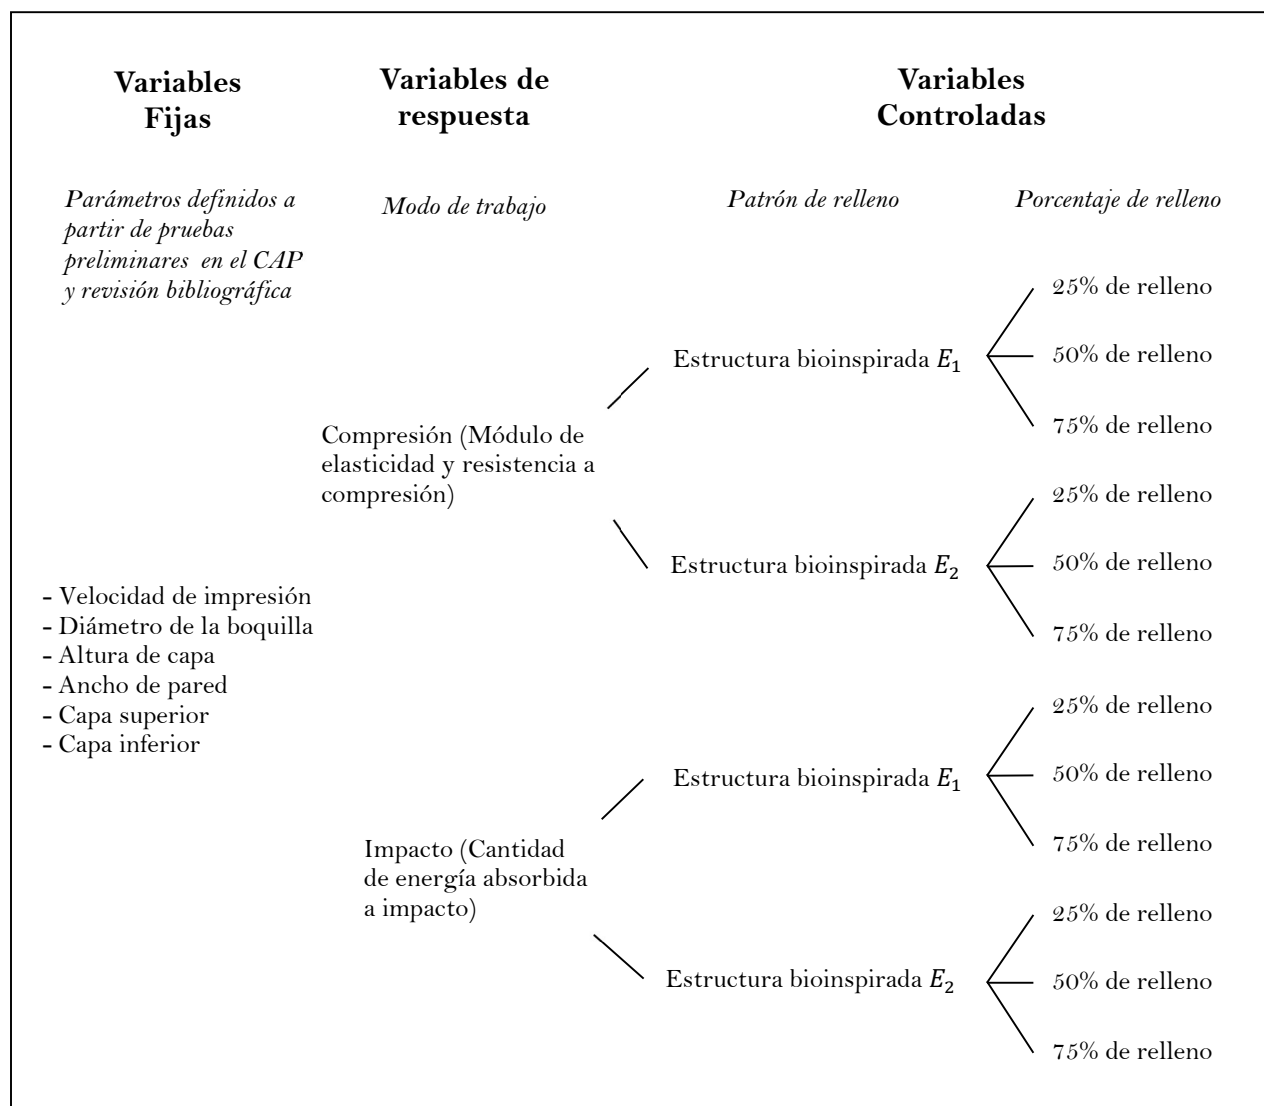 Variables
Fijas
Variables de
respuesta
Variables
Controladas
Parámetros definidos a
partir de pruebas
preliminares en el CAP
y revisión bibliográfica
Modo de trabajo
Patrón de relleno
Porcentaje de relleno
- Velocidad de impresión
- Diámetro de la boquilla
- Altura de capa
- Ancho de pared
- Capa superior
- Capa inferior
Compresión (Módulo de
elasticidad y resistencia a
compresión)
Estructura bioinspirada E₁
25% de relleno
50% de relleno
75% de relleno
Estructura bioinspirada E₂
25% de relleno
50% de relleno
75% de relleno
Impacto (Cantidad
de energía absorbida
a impacto)
Estructura bioinspirada E₁
25% de relleno
50% de relleno
75% de relleno
Estructura bioinspirada E₂
25% de relleno
50% de relleno
75% de relleno